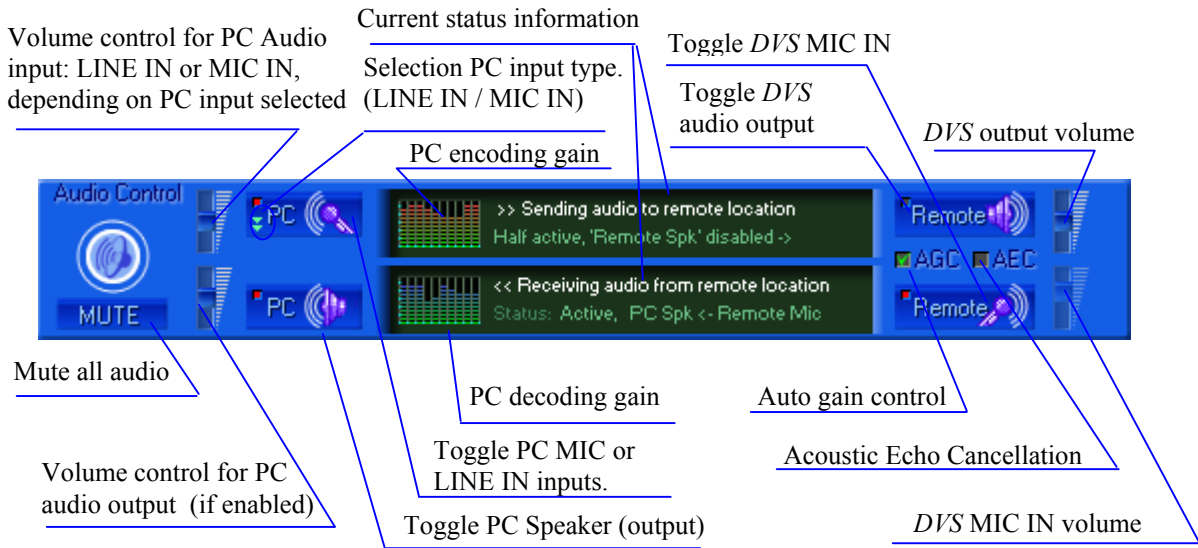 Current status information
Volume control for PC Audio
input: LINE IN or MIC IN,
depending on PC input selected
Selection PC input type.
(LINE IN / MIC IN)
Toggle DVS MIC IN
Toggle DVS
audio output
DVS output volume
PC encoding gain
Audio Control
PC
>> Sending audio to remote location
Half active, 'Remote Spk' disabled ->
Remote
AGC AEC
MUTE
PC
<< Receiving audio from remote location
Status: Active, PC Spk <- Remote Mic
Remote
Mute all audio
PC decoding gain
Auto gain control
Toggle PC MIC or
LINE IN inputs.
Acoustic Echo Cancellation
Volume control for PC
audio output (if enabled)
Toggle PC Speaker (output)
DVS MIC IN volume